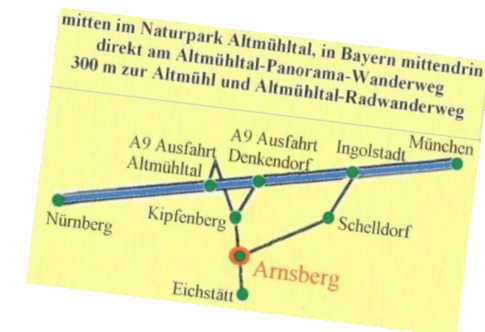 mitten im Naturpark Altmühltal, in Bayern mittendrin
direkt am Altmühltal-Panorama-Wanderweg
300 m zur Altmühl und Altmühltal-Radwanderweg
A9 Ausfahrt
Altmühltal
A9 Ausfahrt
Denkendorf
Ingolstadt
München
Nürnberg
Kipfenberg
Schelldorf
Arnsberg
Eichstätt